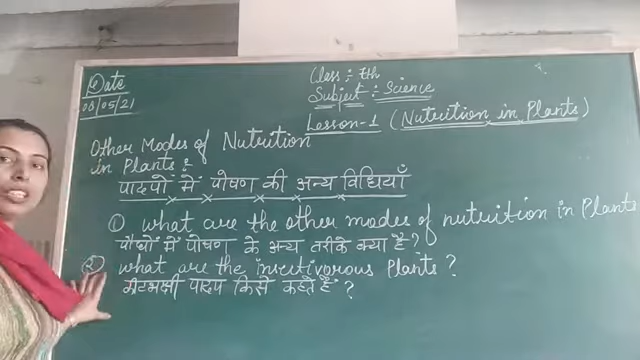 Date
08/05/21
Class : 7th
Subject : Science
Lesson-1 (Nutrition in Plants)
Other Modes of Nutrition
in Plants :
पादपों में पोषण की अन्य विधियाँ
① What are the other modes of nutrition in Plants
पौधों में पोषण के अन्य तरीके क्या है?
② What are the insectivorous Plants ?
कीटभक्षी पादप किसे कहते हैं ?